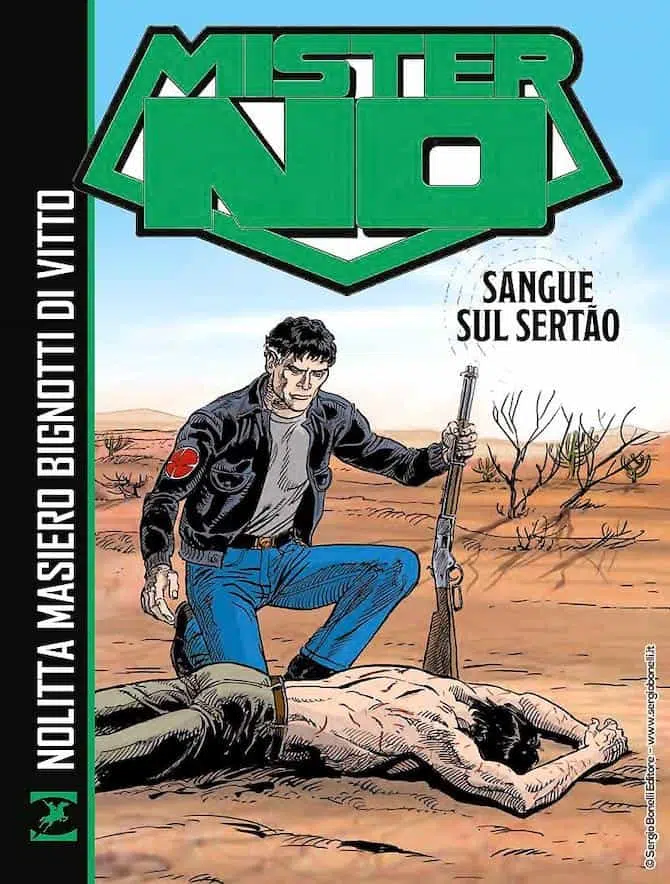 MISTER
NO
SANGUE
SUL SERTÃO
NOLITTA MASIERO BIGNOTTI DI VITTO
© Sergio Bonelli Editore - www.sergiobonelli.it